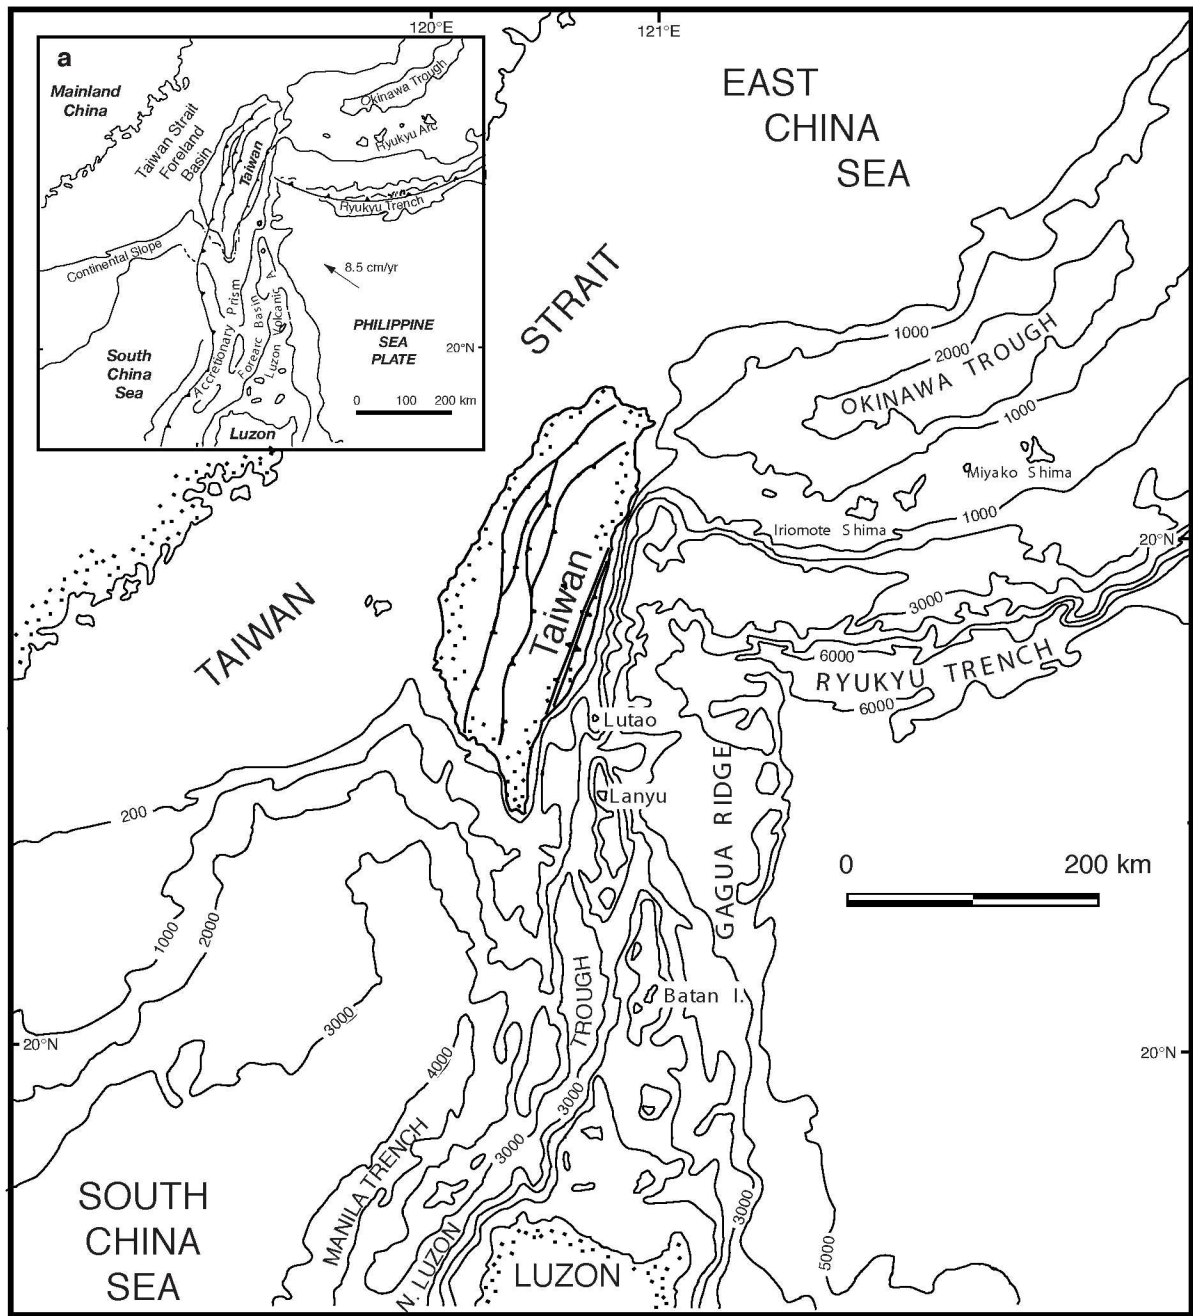 120°E
121°E
a
Mainland
China
Taiwan Strait
Foreland
Basin
Taiwan
Okinawa Trough
Ryukyu Arc
Ryukyu Trench
Continental Slope
8.5 cm/yr
Accretionary Prism
Forearc Basin
Luzon Volcanic A
PHILIPPINE
SEA
PLATE
20°N
South
China
Sea
0 100 200 km
Luzon
EAST
CHINA
SEA
STRAIT
TAIWAN
1000
2000
OKINAWA TROUGH
1000
Miyako Shima
Iriomote Shima
1000
20°N
3000
6000
RYUKYU TRENCH
6000
Taiwan
Lutao
Lanyu
GAGUA RIDGE
0 200 km
200
1000
2000
3000
20°N
4000
TROUGH
Batan I.
20°N
3000
3000
MANILA TRENCH
N. LUZON
3000
5000
SOUTH
CHINA
SEA
LUZON